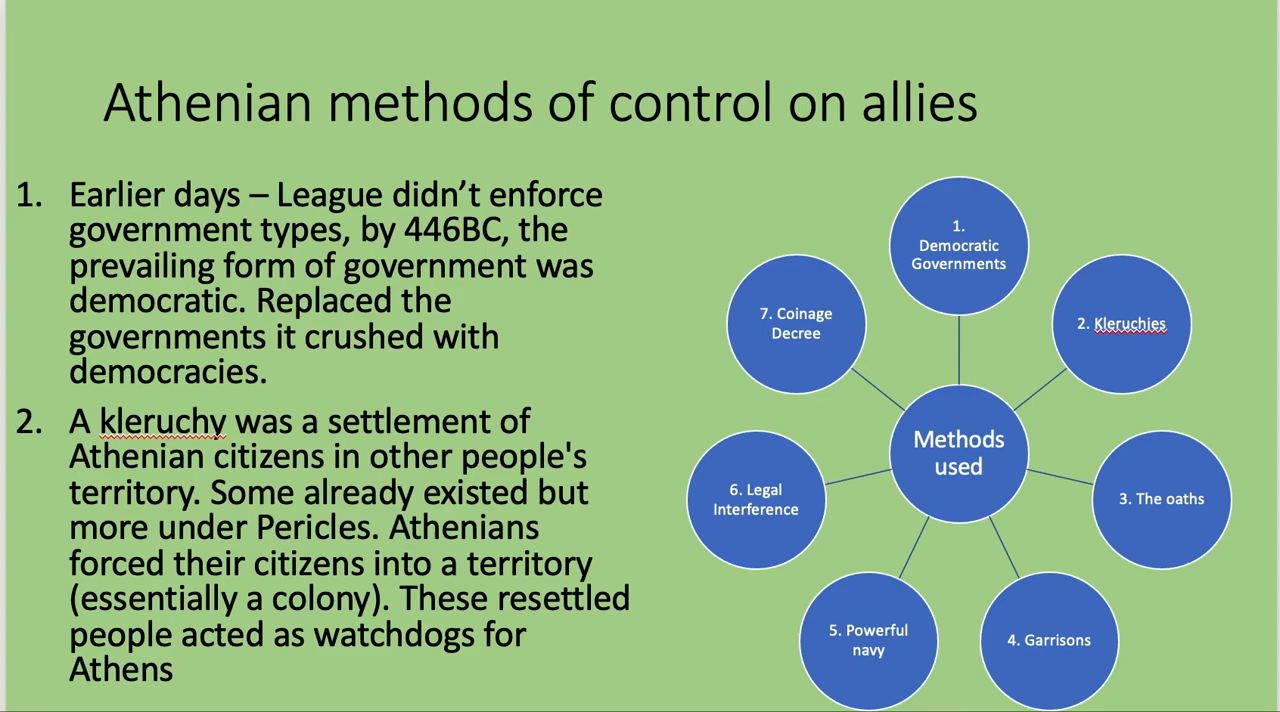 Athenian methods of control on allies
1. Earlier days – League didn’t enforce
government types, by 446BC, the
prevailing form of government was
democratic. Replaced the
governments it crushed with
democracies.
2. A kleruchy was a settlement of
Athenian citizens in other people's
territory. Some already existed but
more under Pericles. Athenians
forced their citizens into a territory
(essentially a colony). These resettled
people acted as watchdogs for
Athens
Methods
used
1.
Democratic
Governments
2. Kleruchies
3. The oaths
4. Garrisons
5. Powerful
navy
6. Legal
Interference
7. Coinage
Decree